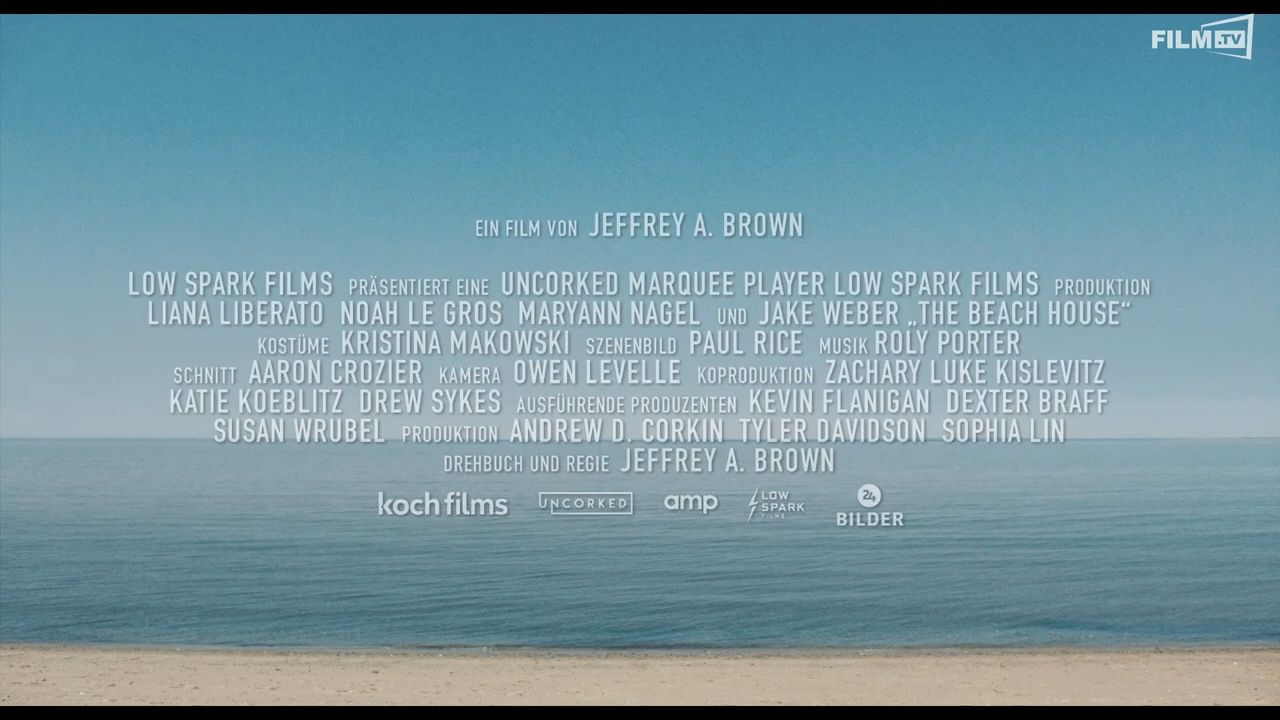 FILM.TV
EIN FILM VON JEFFREY A. BROWN
LOW SPARK FILMS PRÄSENTIERT EINE UNCORKED MARQUEE PLAYER LOW SPARK FILMS PRODUKTION
LIANA LIBERATO NOAH LE GROS MARYANN NAGEL UND JAKE WEBER „THE BEACH HOUSE“
KOSTÜME KRISTINA MAKOWSKI SZENENBILD PAUL RICE MUSIK ROLY PORTER
SCHNITT AARON CROZIER KAMERA OWEN LEVELLE KOPRODUKTION ZACHARY LUKE KISLEVITZ
KATIE KOEBLITZ DREW SYKES AUSFÜHRENDE PRODUZENTEN KEVIN FLANIGAN DEXTER BRAFF
SUSAN WRUBEL PRODUKTION ANDREW D. CORKIN TYLER DAVIDSON SOPHIA LIN
DREHBUCH UND REGIE JEFFREY A. BROWN
koch films UNCORKED amp LOW SPARK FILMS 24 BILDER